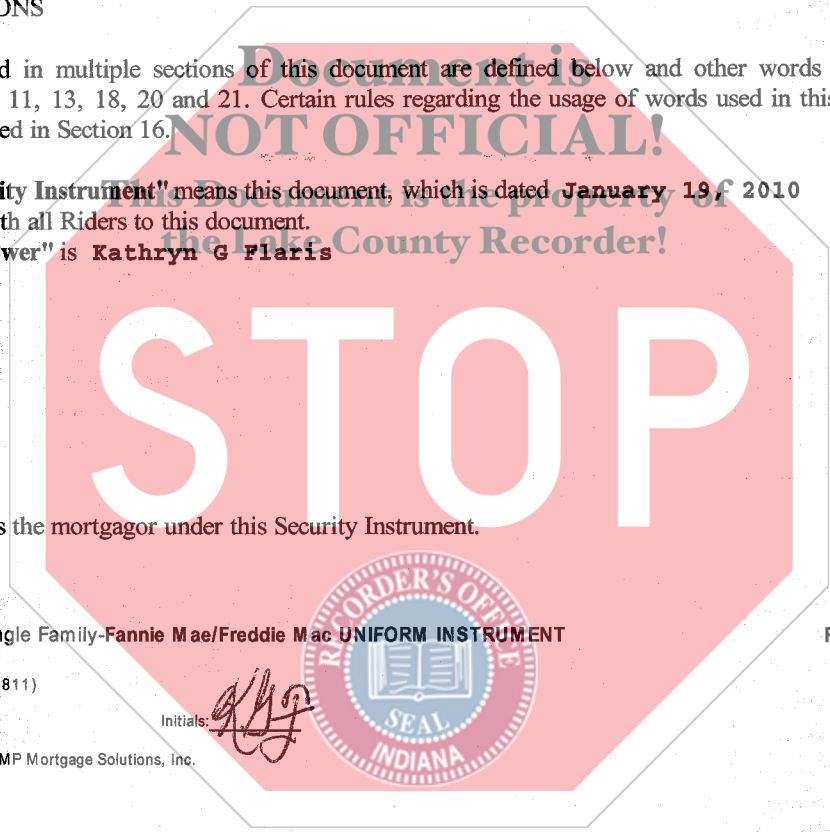 ONS
Document is
d in multiple sections of this document are defined below and other words
11, 13, 18, 20 and 21. Certain rules regarding the usage of words used in this
NOT OFFICIAL!
ed in Section 16.
ity Instrument" means this document, which is dated January 19, 2010
This Document is the property of
th all Riders to this document.
the Lake County Recorder!
wer" is Kathryn G Flaris
STOP
s the mortgagor under this Security Instrument.
RECORDER'S OFFICE
ngle Family-Fannie Mae/Freddie Mac UNIFORM INSTRUMENT
811)
Initials: KGF
SEAL
INDIANA
MP Mortgage Solutions, Inc.